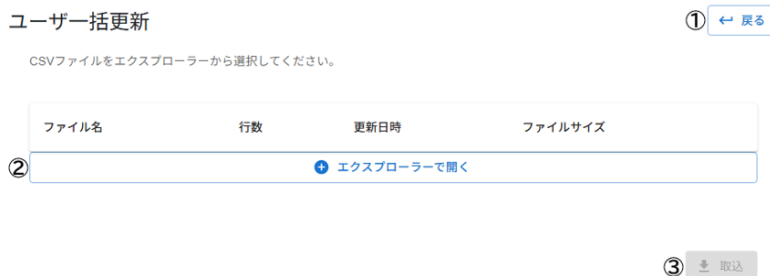 ユーザ一括更新
① 戻る
CSVファイルをエクスプローラーから選択してください。
ファイル名 行数 更新日時 ファイルサイズ
② エクスプローラーで開く
③ 取込